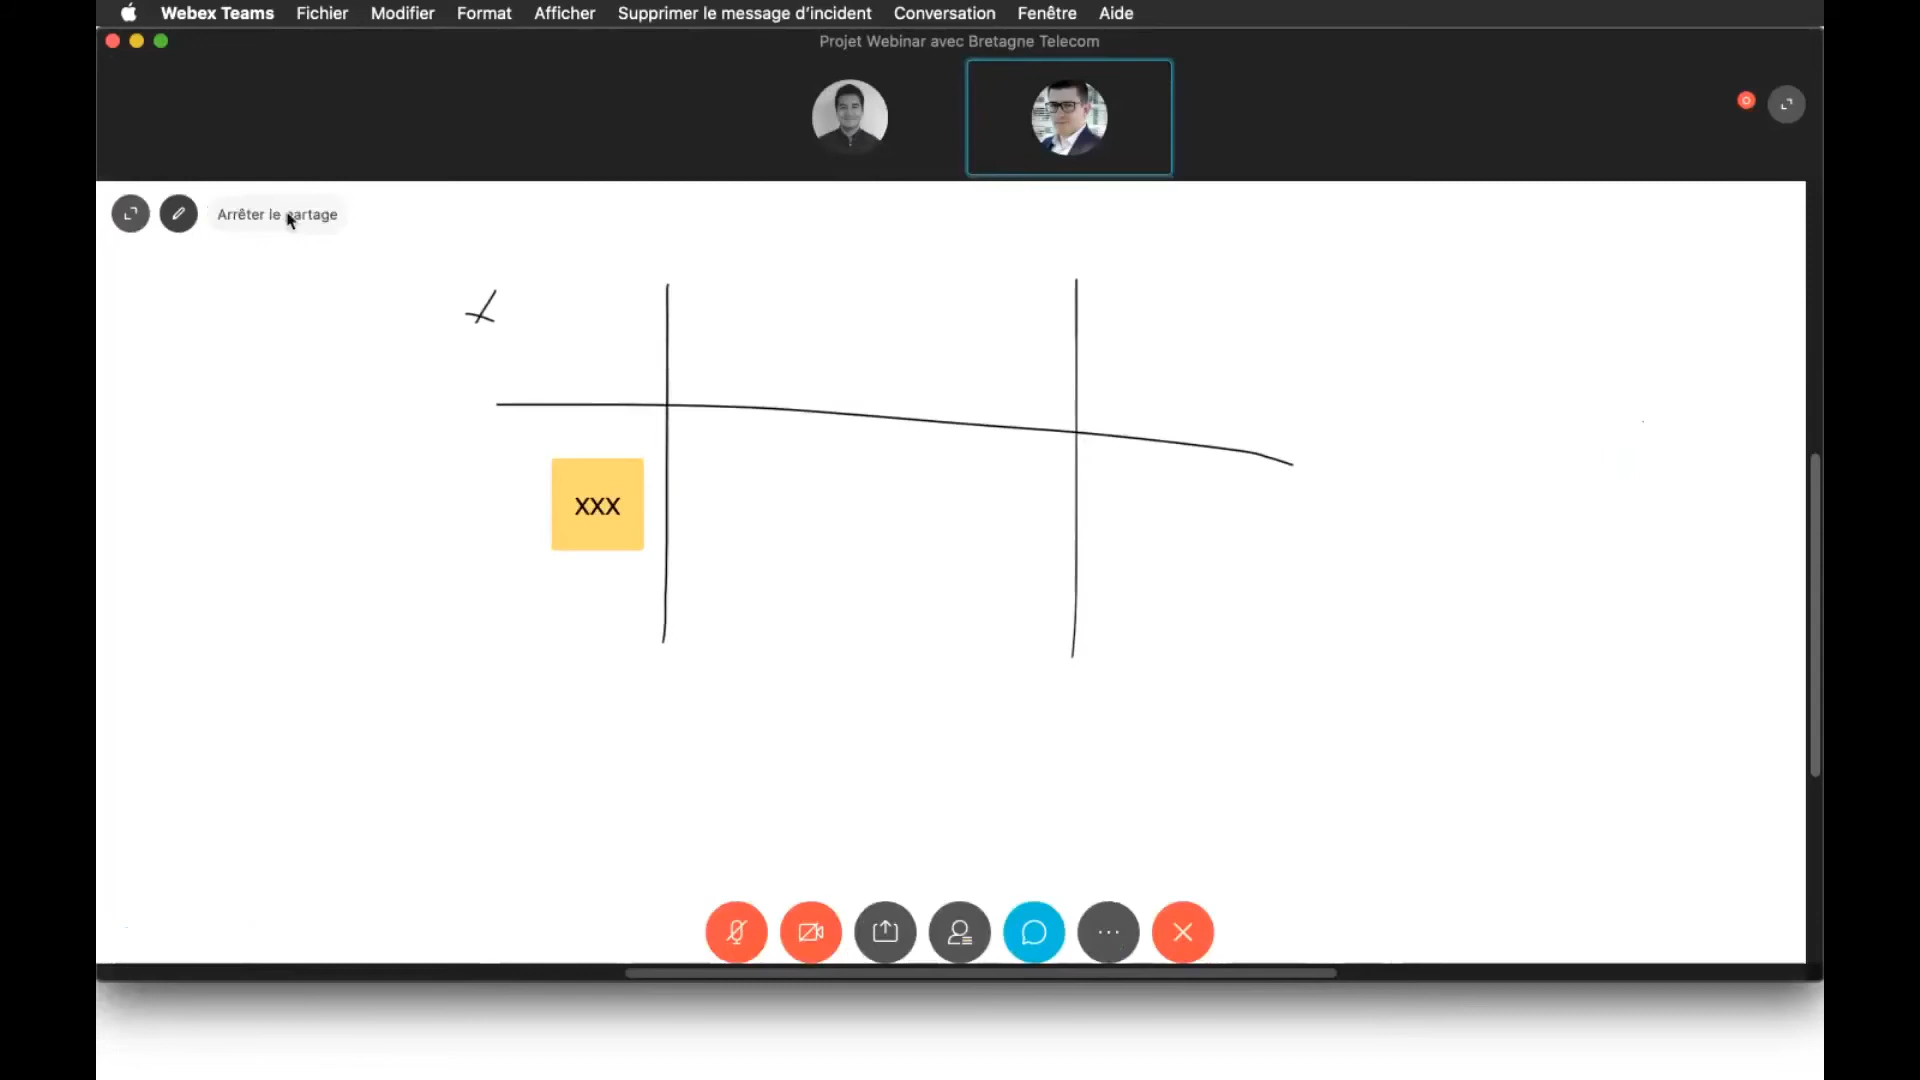 Webex Teams Fichier Modifier Format Afficher Supprimer le message d’incident Conversation Fenêtre Aide
Projet Webinar avec Bretagne Telecom
Arrêter le partage
XXX